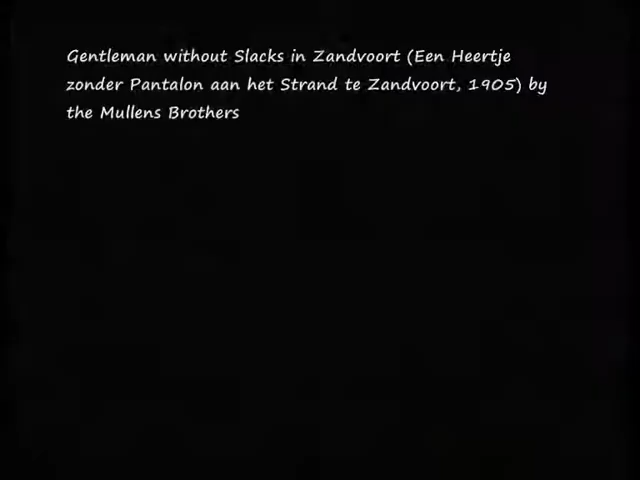 Gentleman without Slacks in Zandvoort (Een Heertje
zonder Pantalon aan het Strand te Zandvoort, 1905) by
the Mullens Brothers